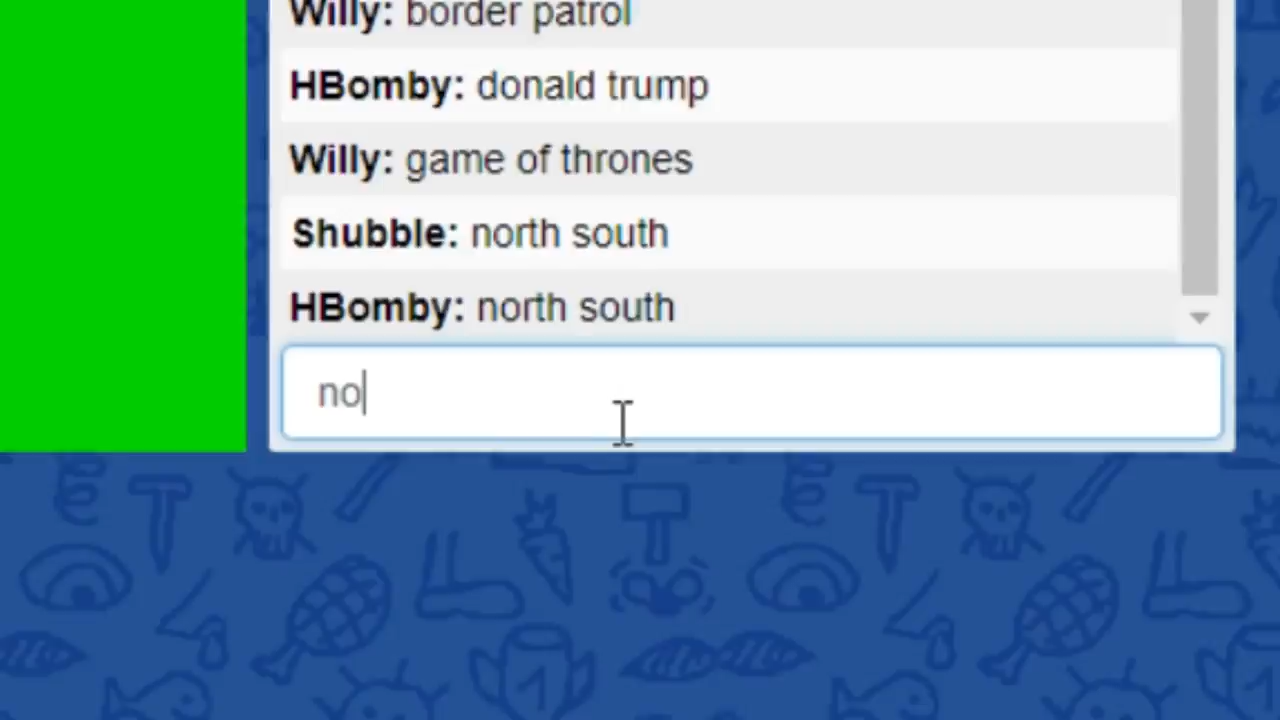 Willy: border patrol
HBomby: donald trump
Willy: game of thrones
Shubble: north south
HBomby: north south
no